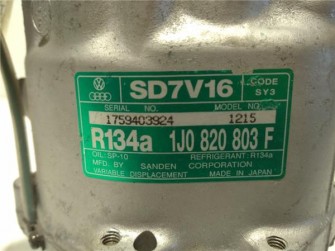 SD7V16 CODE
SY3
SERIAL NO. MODEL NO.
1759403924 1215
R134a 1J0 820 803 F
OIL:SP-10 REFRIGERANT:R134a
MFD.BY SANDEN CORPORATION
VARIABLE DISPLACEMENT MADE IN JAPAN